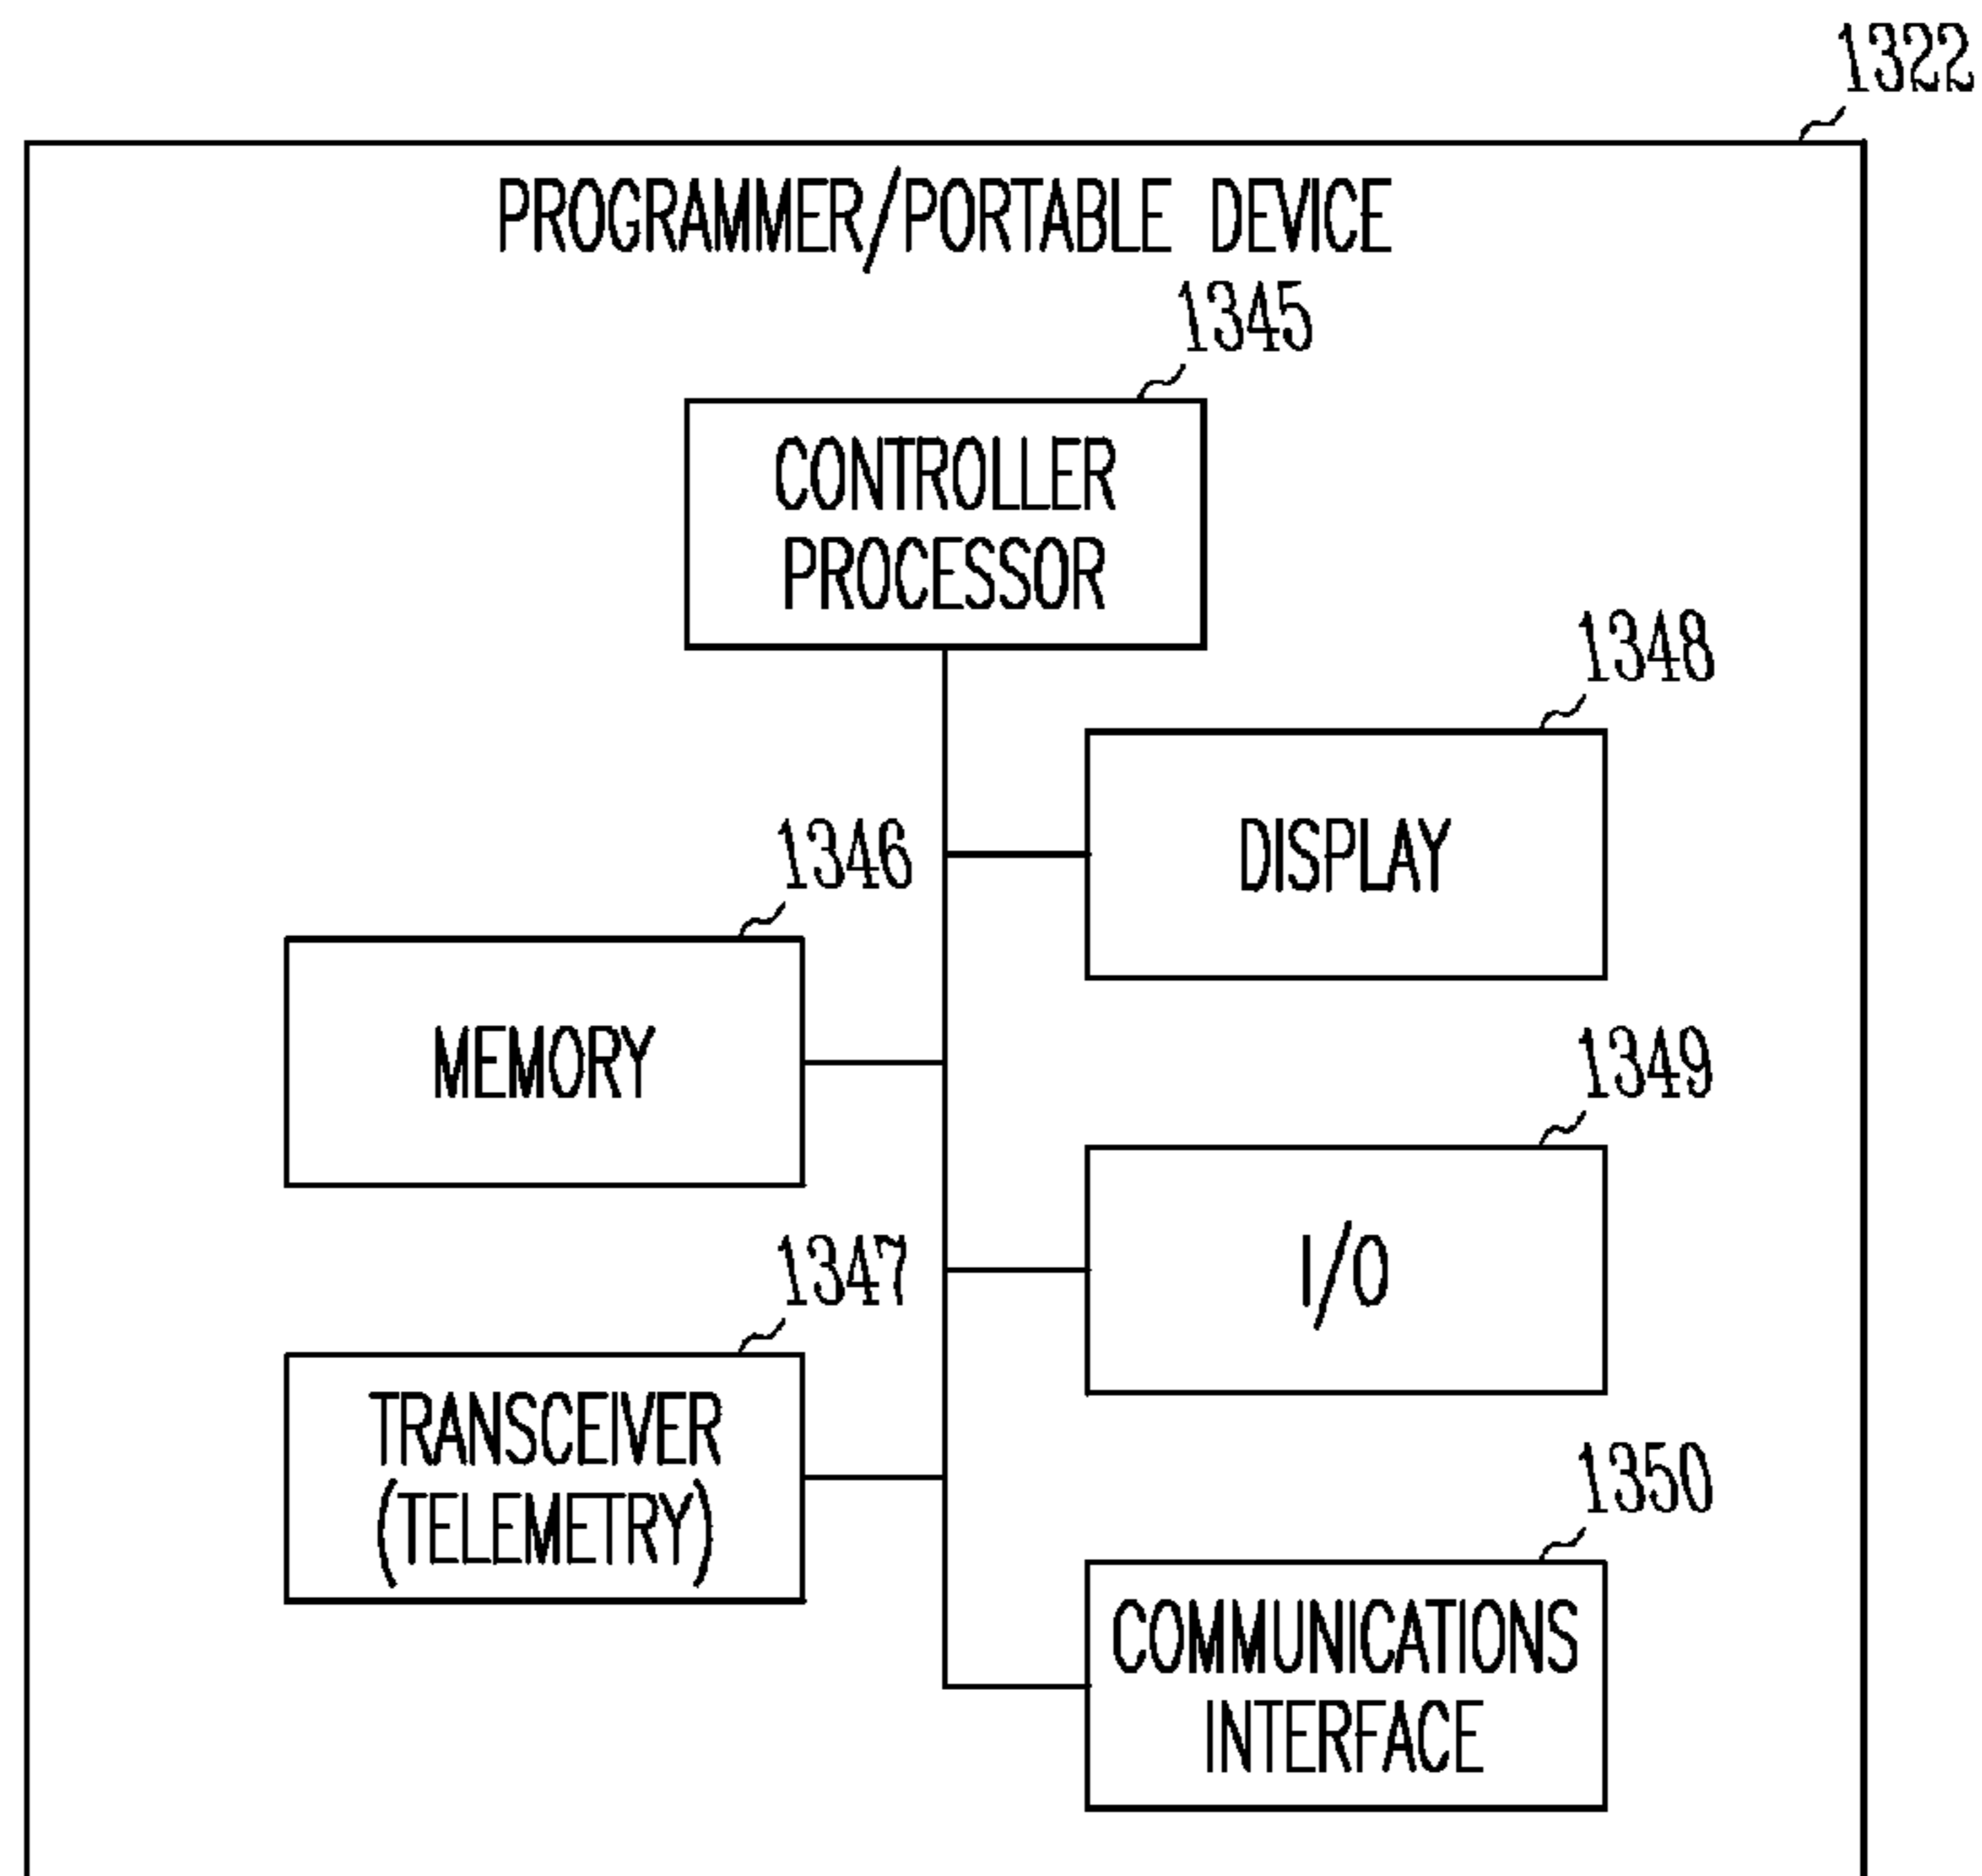 1322
PROGRAMMER/PORTABLE DEVICE
1345
CONTROLLER
PROCESSOR
1348
DISPLAY
1346
MEMORY
1349
I/O
1347
TRANSCEIVER
(TELEMETRY)
1350
COMMUNICATIONS
INTERFACE